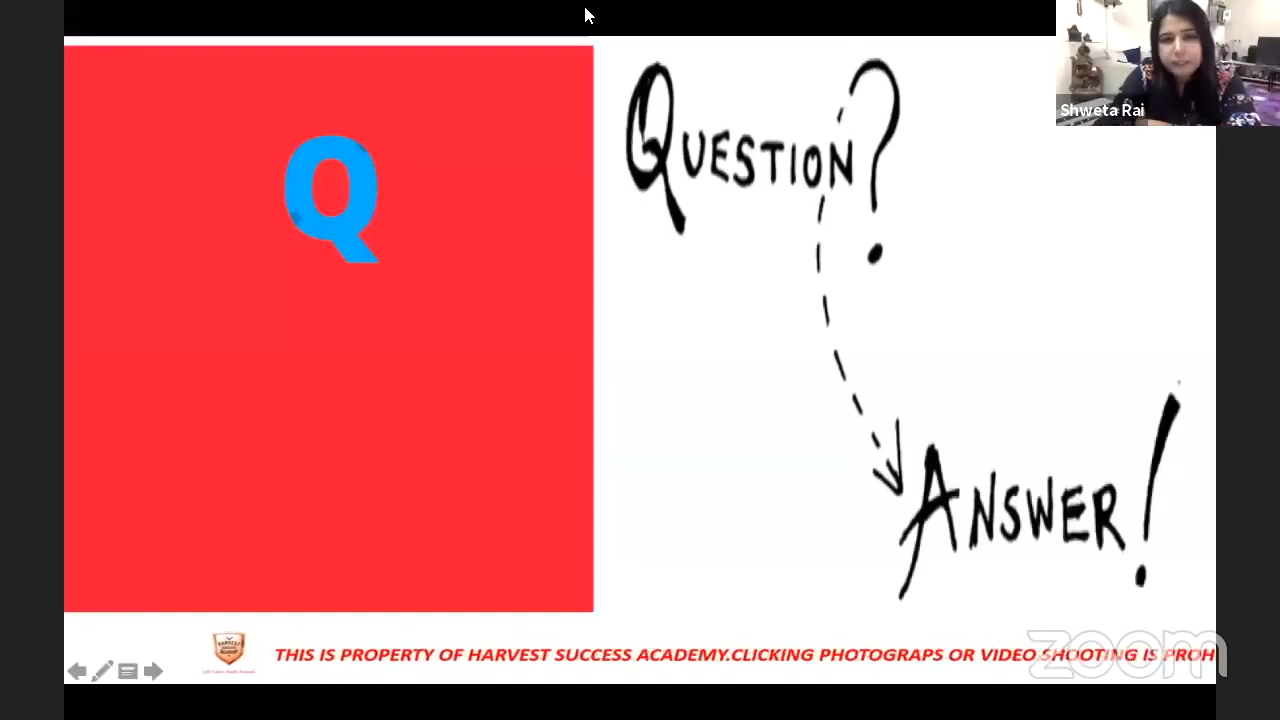 Shweta Rai
Q
QUESTION?
ANSWER!
HARVEST
THIS IS PROPERTY OF HARVEST SUCCESS ACADEMY.CLICKING PHOTOGRAPS OR VIDEO SHOOTING IS PROH
zoom